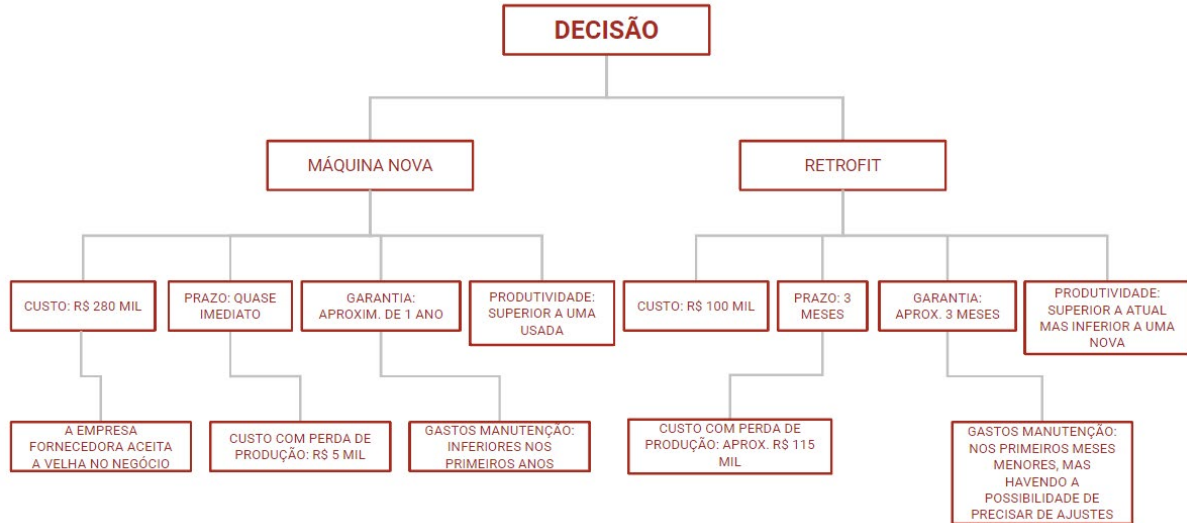 DECISÃO
MÁQUINA NOVA
RETROFIT
CUSTO: R$ 280 MIL
PRAZO: QUASE
IMEDIATO
GARANTIA:
APROXIM. DE 1 ANO
PRODUTIVIDADE:
SUPERIOR A UMA
USADA
CUSTO: R$ 100 MIL
PRAZO: 3
MESES
GARANTIA:
APROX. 3 MESES
PRODUTIVIDADE:
SUPERIOR A ATUAL
MAS INFERIOR A UMA
NOVA
A EMPRESA
FORNECEDORA ACEITA
A VELHA NO NEGÓCIO
CUSTO COM PERDA DE
PRODUÇÃO: R$ 5 MIL
GASTOS MANUTENÇÃO:
INFERIORES NOS
PRIMEIROS ANOS
CUSTO COM PERDA DE
PRODUÇÃO: APROX. R$ 115
MIL
GASTOS MANUTENÇÃO:
NOS PRIMEIROS MESES
MENORES, MAS
HAVENDO A
POSSIBILIDADE DE
PRECISAR DE AJUSTES